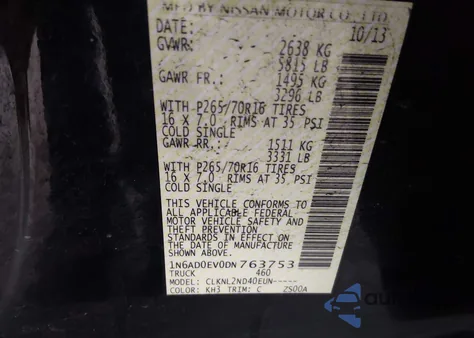 MFD BY NISSAN MOTOR CO., LTD.
DATE: 10/13
GVWR: 2638 KG
5815 LB
GAWR FR.: 1495 KG
3296 LB
WITH P265/70R16 TIRES
16 X 7.0 RIMS AT 35 PSI
COLD SINGLE
GAWR RR.: 1511 KG
3331 LB
WITH P265/70R16 TIRES
16 X 7.0 RIMS AT 35 PSI
COLD SINGLE
THIS VEHICLE CONFORMS TO
ALL APPLICABLE FEDERAL
MOTOR VEHICLE SAFETY
AND THEFT PREVENTION
STANDARDS IN EFFECT ON
THE DATE OF MANUFACTURE
SHOWN ABOVE.
1N6AD0EV0DN763753
TRUCK 460
MODEL: CLKNL2ND40EUN-----
COLOR: KH3 TRIM: C 2S00A